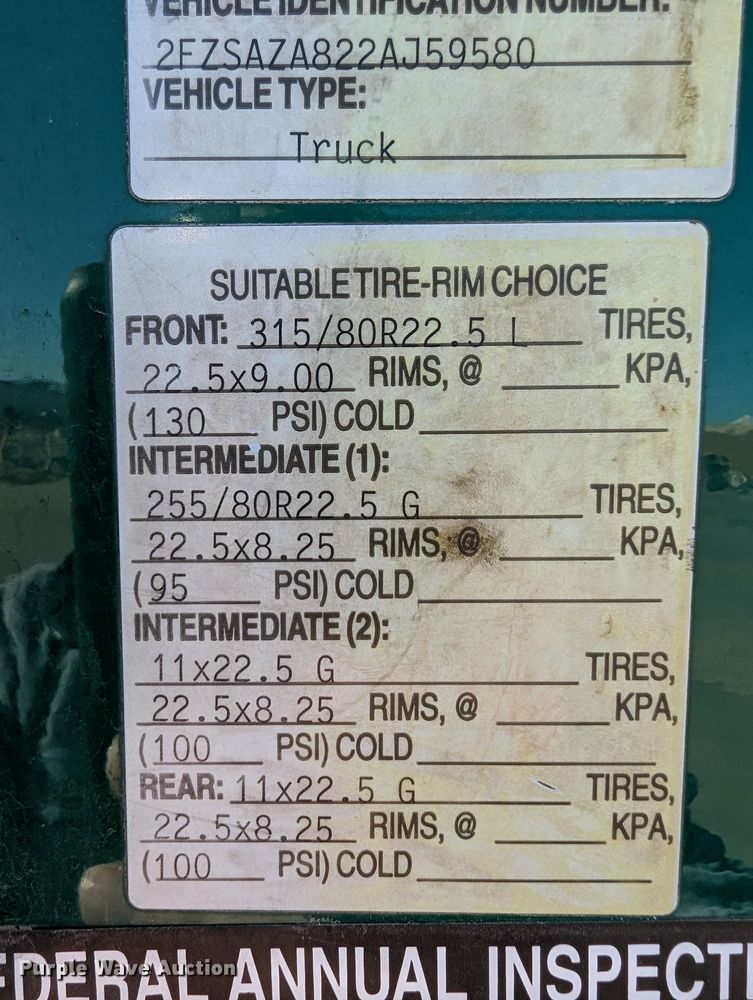 VEHICLE IDENTIFICATION NUMBER:
2FZSAZA822AJ59580
VEHICLE TYPE:
Truck
SUITABLE TIRE-RIM CHOICE
FRONT: 315/80R22.5 L TIRES,
22.5x9.00 RIMS, @ KPA,
(130 PSI) COLD
INTERMEDIATE (1):
255/80R22.5 G TIRES,
22.5x8.25 RIMS, @ KPA,
(95 PSI) COLD
INTERMEDIATE (2):
11x22.5 G TIRES,
22.5x8.25 RIMS, @ KPA,
(100 PSI) COLD
REAR: 11x22.5 G TIRES,
22.5x8.25 RIMS, @ KPA,
(100 PSI) COLD
FEDERAL ANNUAL INSPECTI
Purple Wave Auction